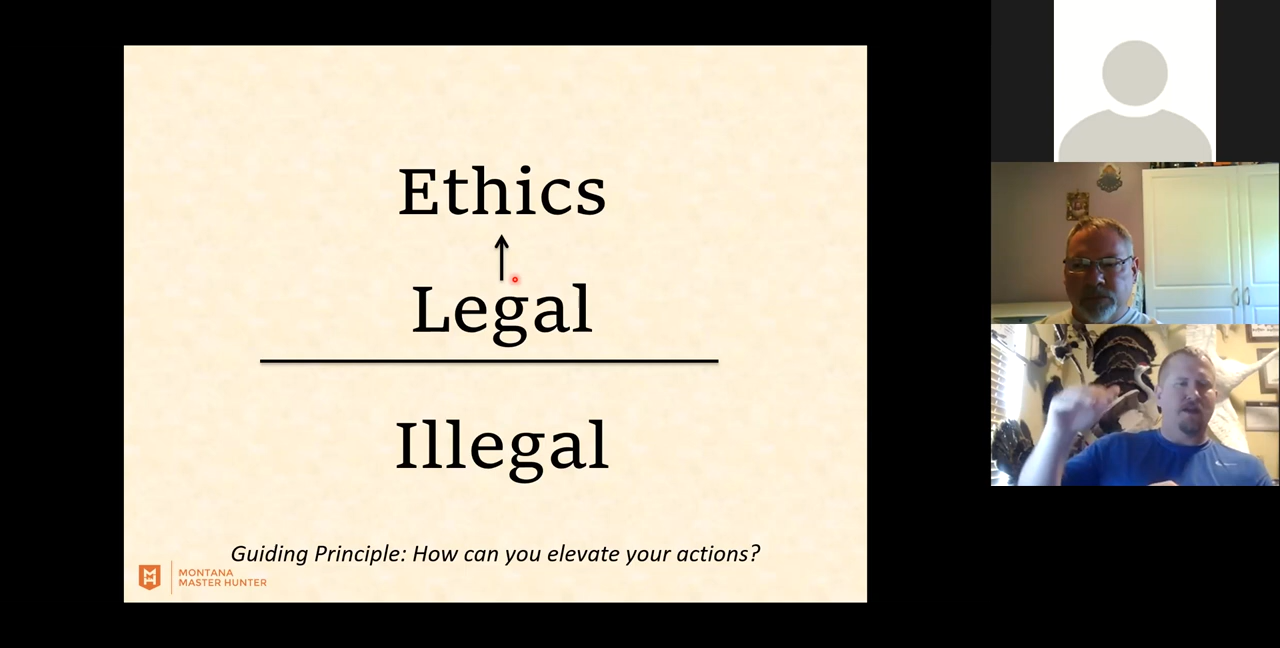 Ethics
Legal
Illegal
Guiding Principle: How can you elevate your actions?
MONTANA
MASTER HUNTER